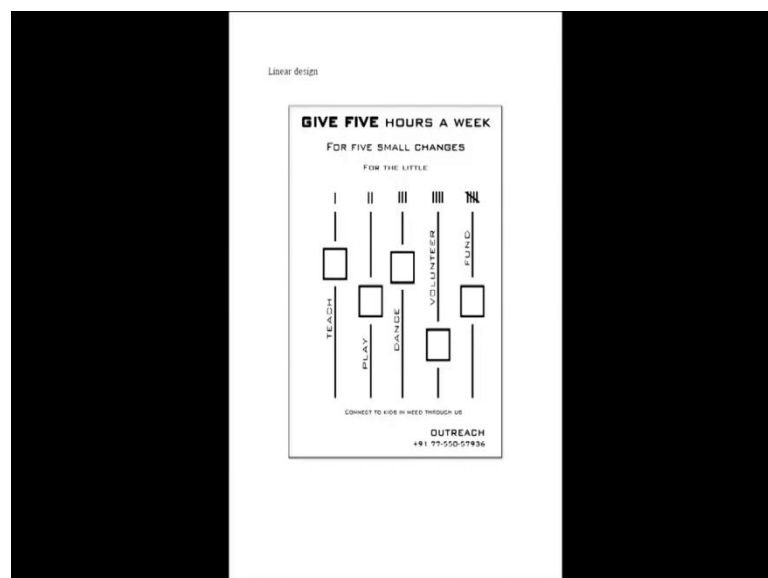 Linear design
GIVE FIVE HOURS A WEEK
FOR FIVE SMALL CHANGES
FOR THE LITTLE
TEACH
PLAY
DANCE
VOLUNTEER
FUND
CONNECT TO KIDS IN NEED THROUGH US
OUTREACH
+91 77-550-57936